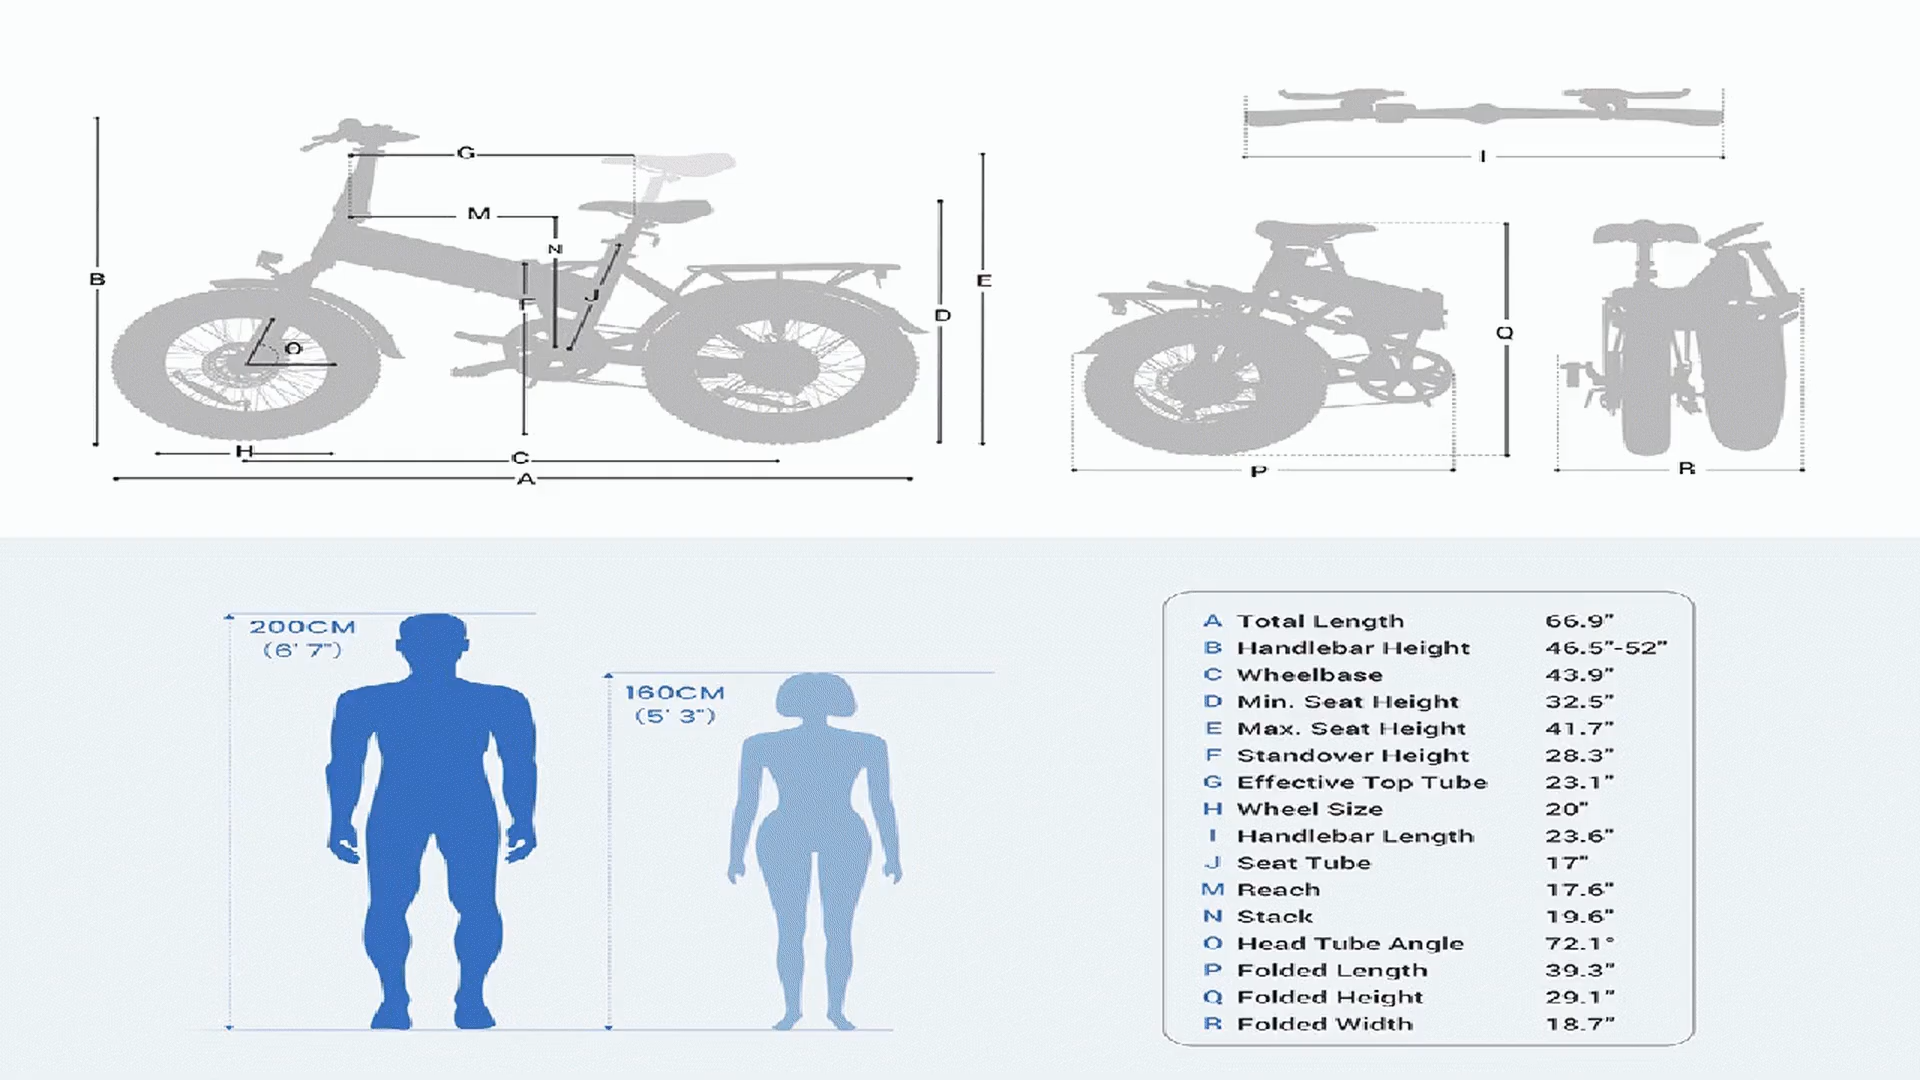 G
I
M
N
B
E
F
J
D
Q
O
H
C
A
P
R
200CM
(6' 7")
160CM
(5' 3")
A Total Length 66.9"
B Handlebar Height 46.5"-52"
C Wheelbase 43.9"
D Min. Seat Height 32.5"
E Max. Seat Height 41.7"
F Standover Height 28.3"
G Effective Top Tube 23.1"
H Wheel Size 20"
I Handlebar Length 23.6"
J Seat Tube 17"
M Reach 17.6"
N Stack 19.6"
O Head Tube Angle 72.1°
P Folded Length 39.3"
Q Folded Height 29.1"
R Folded Width 18.7"